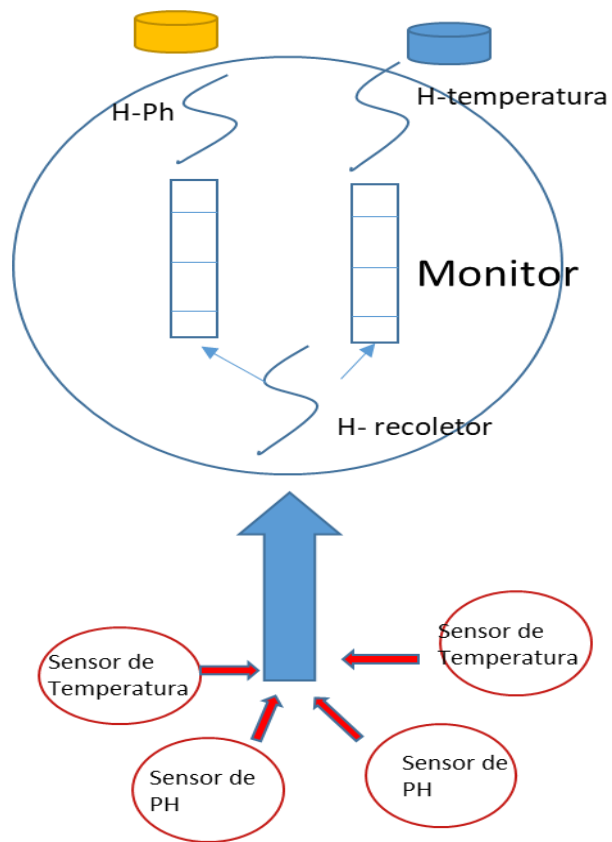 H-Ph
H-temperatura
Monitor
H- recoletor
Sensor de
Temperatura
Sensor de
Temperatura
Sensor de
PH
Sensor de
PH